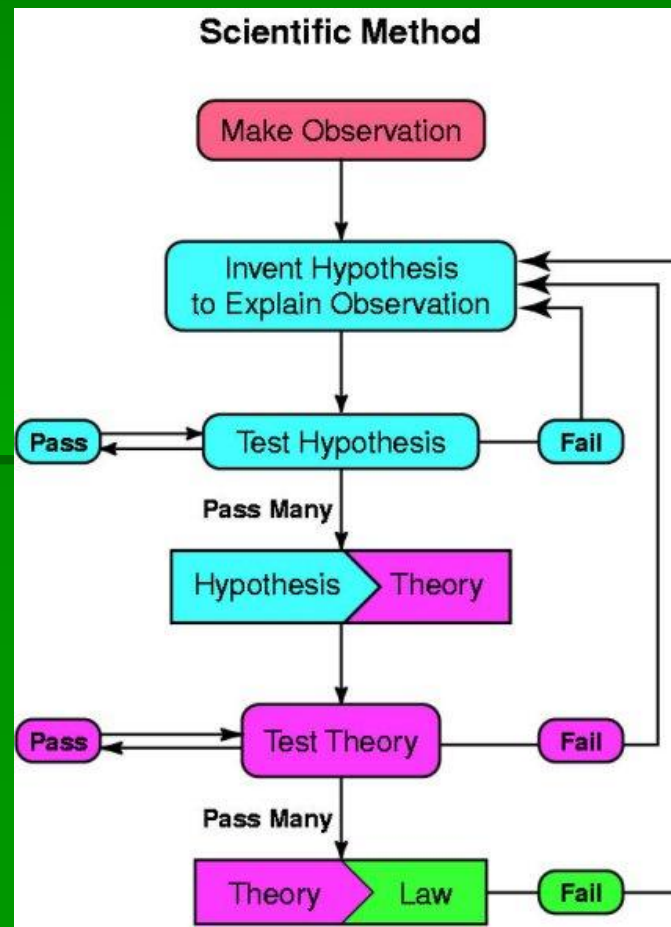 Scientific Method
Make Observation
Invent Hypothesis
to Explain Observation
Pass
Test Hypothesis
Fail
Pass Many
Hypothesis
Theory
Pass
Test Theory
Fail
Pass Many
Theory
Law
Fail